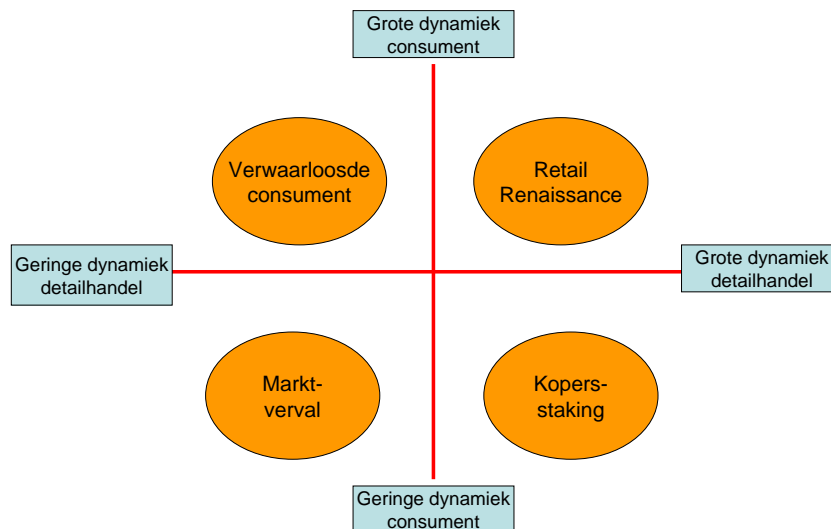 Grote dynamiek
consument
Verwaarloosde
consument
Retail
Renaissance
Geringe dynamiek
detailhandel
Grote dynamiek
detailhandel
Markt-
verval
Kopers-
staking
Geringe dynamiek
consument